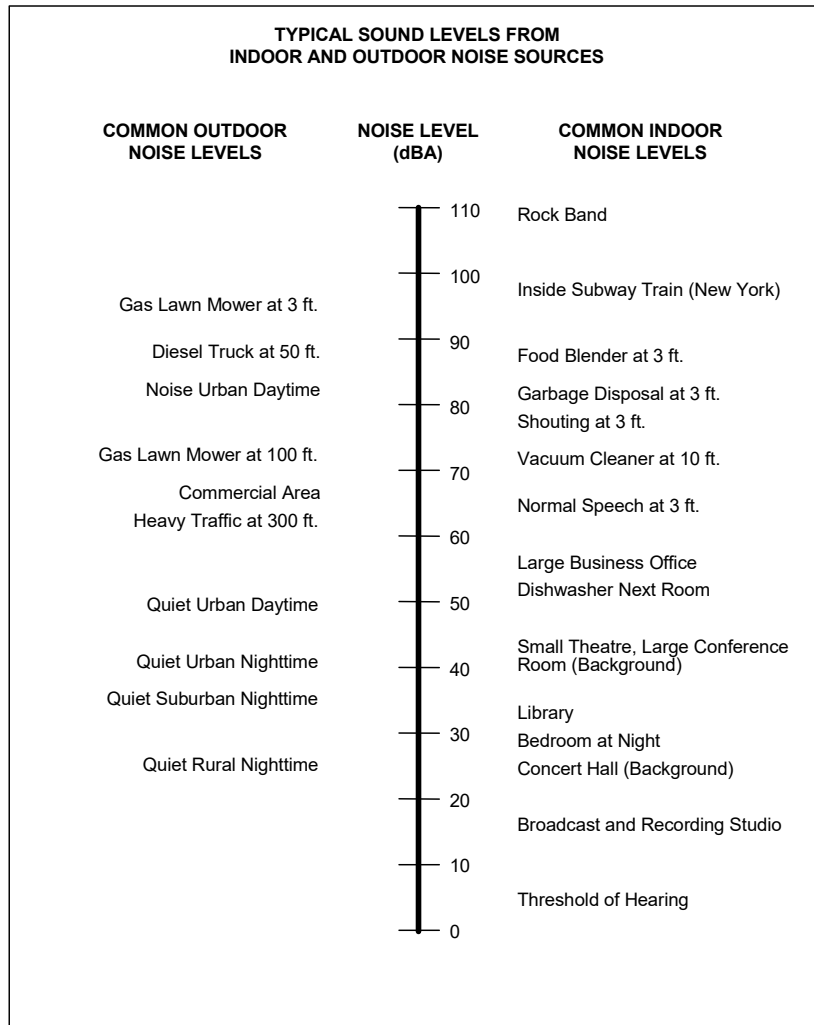 TYPICAL SOUND LEVELS FROM
INDOOR AND OUTDOOR NOISE SOURCES
COMMON OUTDOOR
NOISE LEVELS
NOISE LEVEL
(dBA)
COMMON INDOOR
NOISE LEVELS
110
Rock Band
100
Inside Subway Train (New York)
Gas Lawn Mower at 3 ft.
90
Diesel Truck at 50 ft.
Food Blender at 3 ft.
Noise Urban Daytime
Garbage Disposal at 3 ft.
80
Shouting at 3 ft.
Gas Lawn Mower at 100 ft.
Vacuum Cleaner at 10 ft.
70
Commercial Area
Normal Speech at 3 ft.
Heavy Traffic at 300 ft.
60
Large Business Office
Dishwasher Next Room
50
Quiet Urban Daytime
Small Theatre, Large Conference
Room (Background)
Quiet Urban Nighttime
40
Quiet Suburban Nighttime
Library
30
Bedroom at Night
Quiet Rural Nighttime
Concert Hall (Background)
20
Broadcast and Recording Studio
10
Threshold of Hearing
0